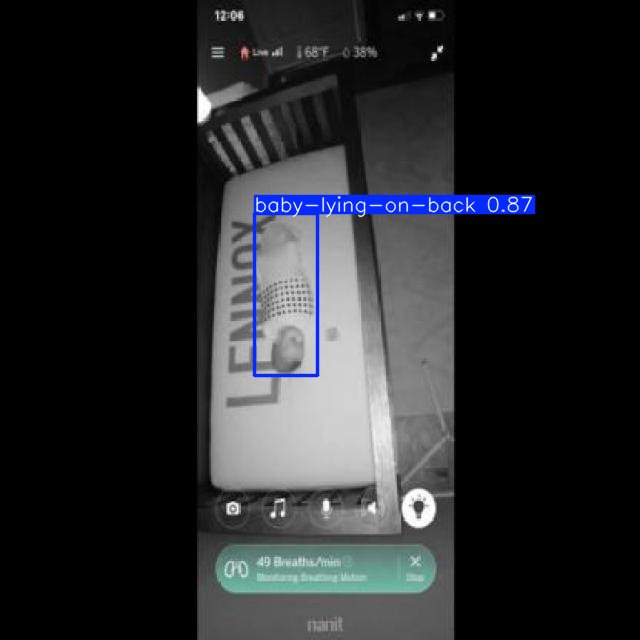 12:06
Live 68°F 38%
baby-lying-on-back 0.87
LENNOX
49 Breaths/min
Monitoring Breathing Motion
Stop
nanit